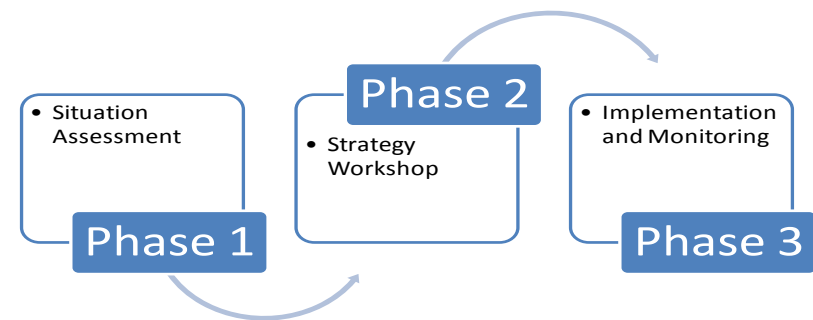 • Situation
Assessment
Phase 1
Phase 2
• Strategy
Workshop
• Implementation
and Monitoring
Phase 3